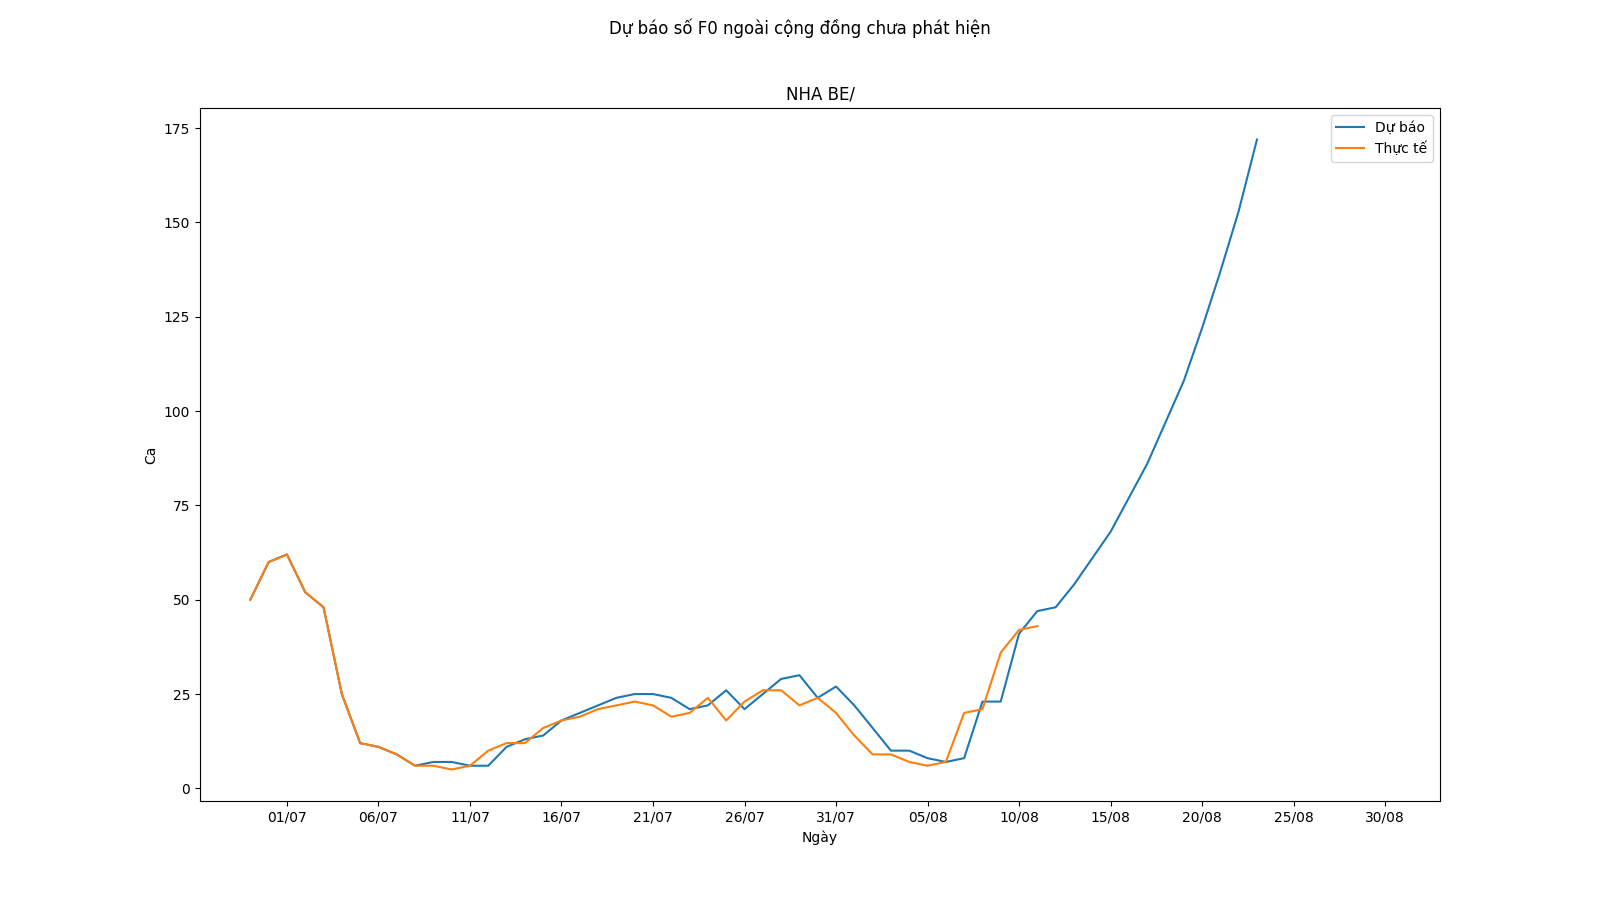 Dự báo số F0 ngoài cộng đồng chưa phát hiện
NHA BE/
Dự báo
Thực tế
175
150
125
100
75
50
25
0
Ca
01/07 06/07 11/07 16/07 21/07 26/07 31/07 05/08 10/08 15/08 20/08 25/08 30/08
Ngày